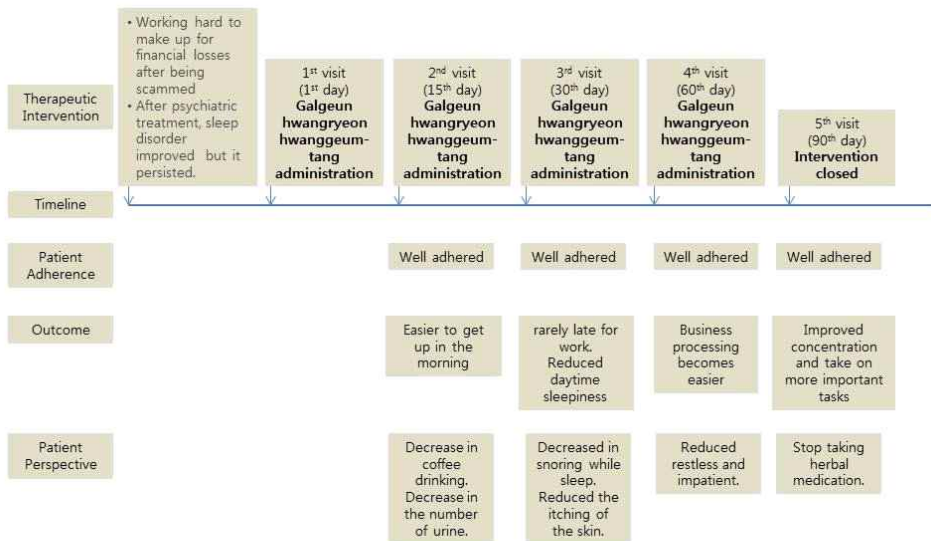 Therapeutic
Intervention
• Working hard to
make up for
financial losses
after being
scammed
• After psychiatric
treatment, sleep
disorder
improved but it
persisted.
1st visit
(1st day)
Galgeun
hwangryeon
hwanggeum-
tang
administration
2nd visit
(15th day)
Galgeun
hwangryeon
hwanggeum-
tang
administration
3rd visit
(30th day)
Galgeun
hwangryeon
hwanggeum-
tang
administration
4th visit
(60th day)
Galgeun
hwangryeon
hwanggeum-
tang
administration
5th visit
(90th day)
Intervention
closed
Timeline
Patient
Adherence
Well adhered
Well adhered
Well adhered
Well adhered
Outcome
Easier to get
up in the
morning
rarely late for
work.
Reduced
daytime
sleepiness
Business
processing
becomes
easier
Improved
concentration
and take on
more important
tasks
Patient
Perspective
Decrease in
coffee
drinking.
Decrease in
the number
of urine.
Decreased in
snoring while
sleep.
Reduced the
itching of
the skin.
Reduced
restless and
impatient.
Stop taking
herbal
medication.